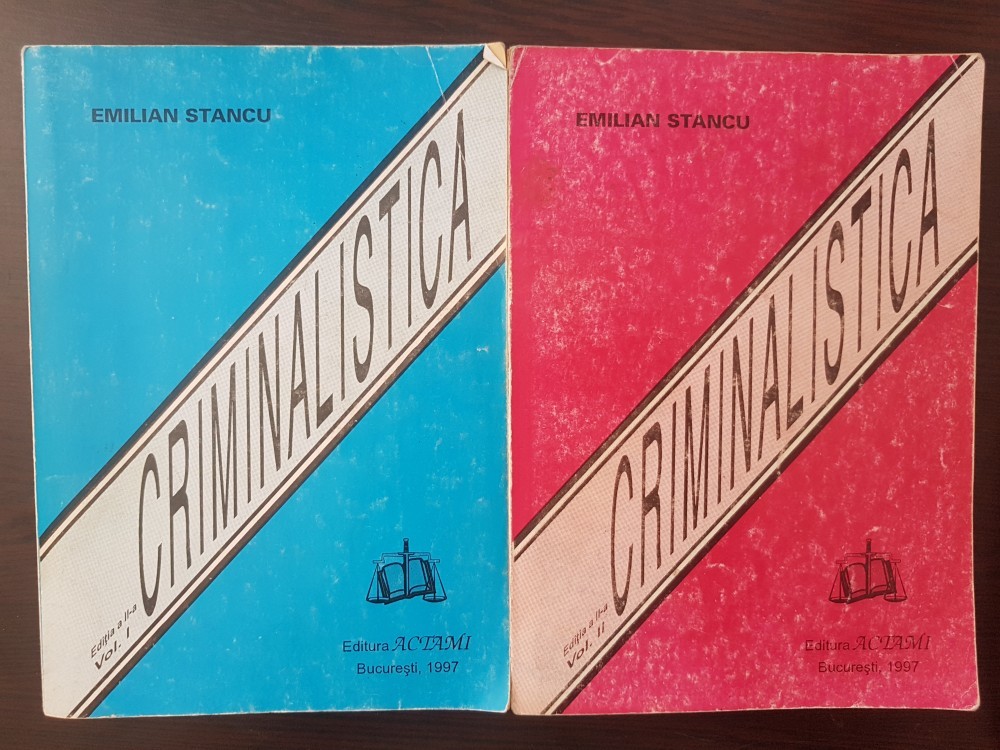 EMILIAN STANCU
CRIMINALISTICA
Ediția a II-a
Vol. I
Editura ACTAMI
București, 1997
EMILIAN STANCU
CRIMINALISTICA
Ediția a II-a
Vol. II
Editura ACTAMI
București, 1997